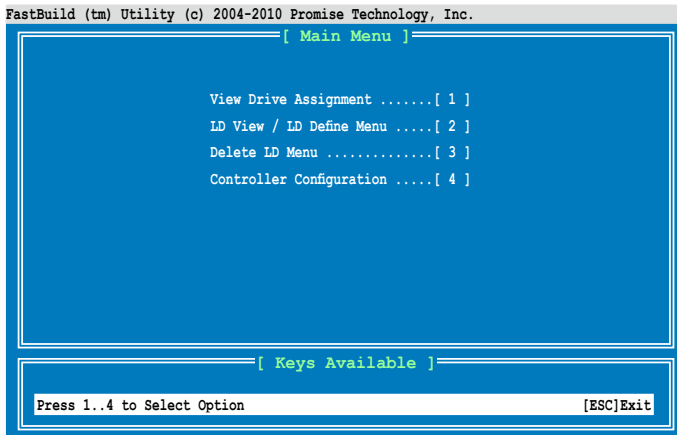 FastBuild (tm) Utility (c) 2004-2010 Promise Technology, Inc.
[ Main Menu ]
View Drive Assignment .......[ 1 ]
LD View / LD Define Menu .....[ 2 ]
Delete LD Menu ..............[ 3 ]
Controller Configuration .....[ 4 ]
[ Keys Available ]
Press 1..4 to Select Option [ESC]Exit